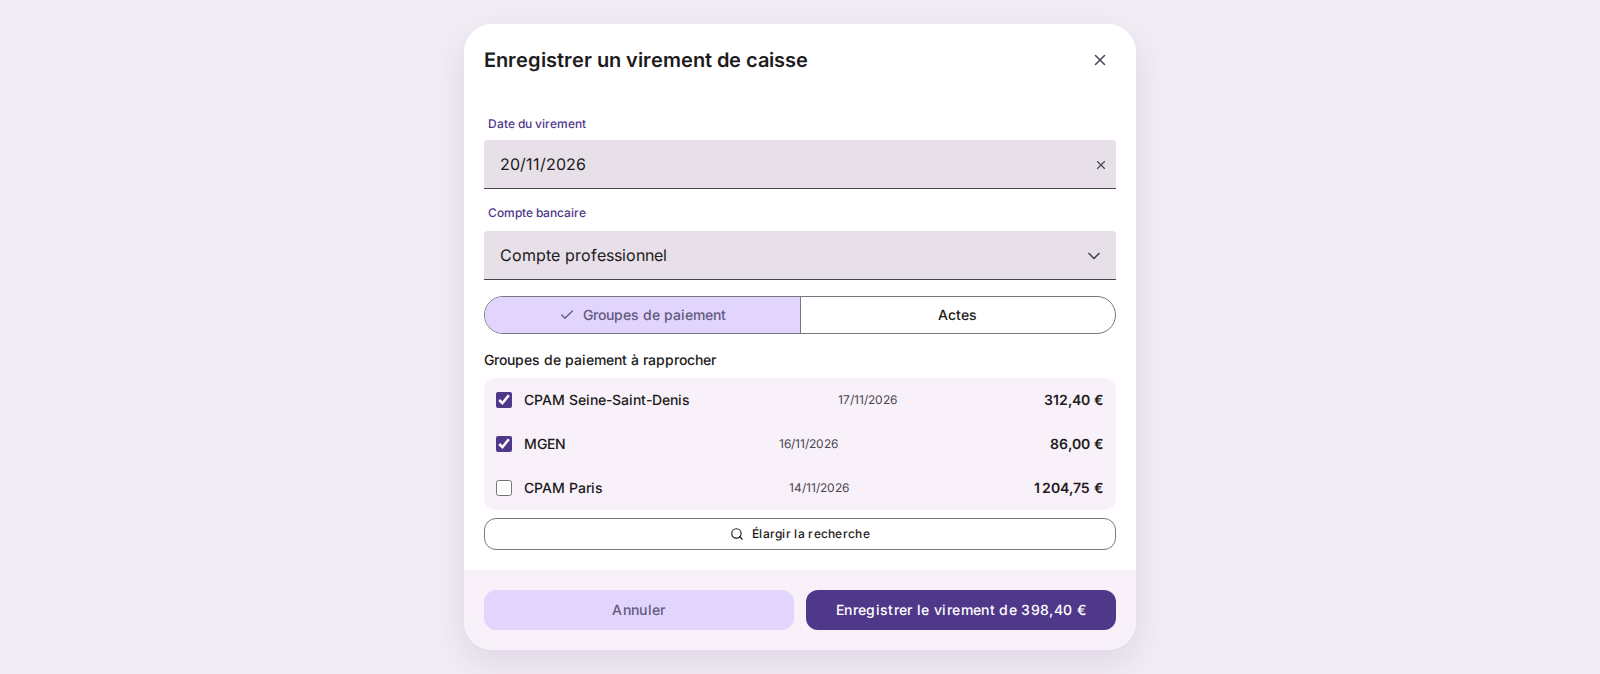 Enregistrer un virement de caisse
Date du virement
20/11/2026
Compte bancaire
Compte professionnel
Groupes de paiement
Actes
Groupes de paiement à rapprocher
CPAM Seine-Saint-Denis 17/11/2026 312,40 €
MGEN 16/11/2026 86,00 €
CPAM Paris 14/11/2026 1 204,75 €
Élargir la recherche
Annuler
Enregistrer le virement de 398,40 €